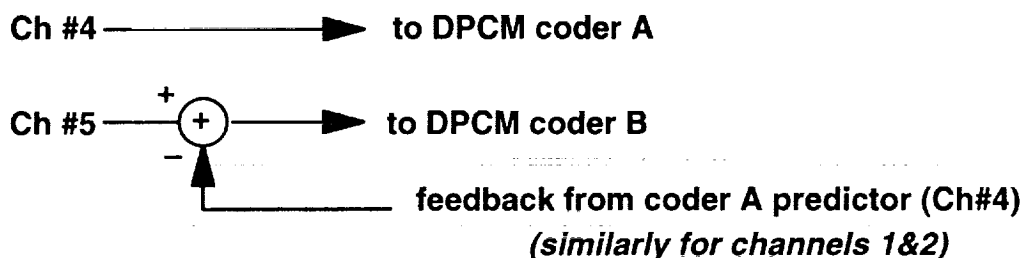 Ch #4 to DPCM coder A
+
Ch #5 + to DPCM coder B
−
feedback from coder A predictor (Ch#4)
(similarly for channels 1&2)